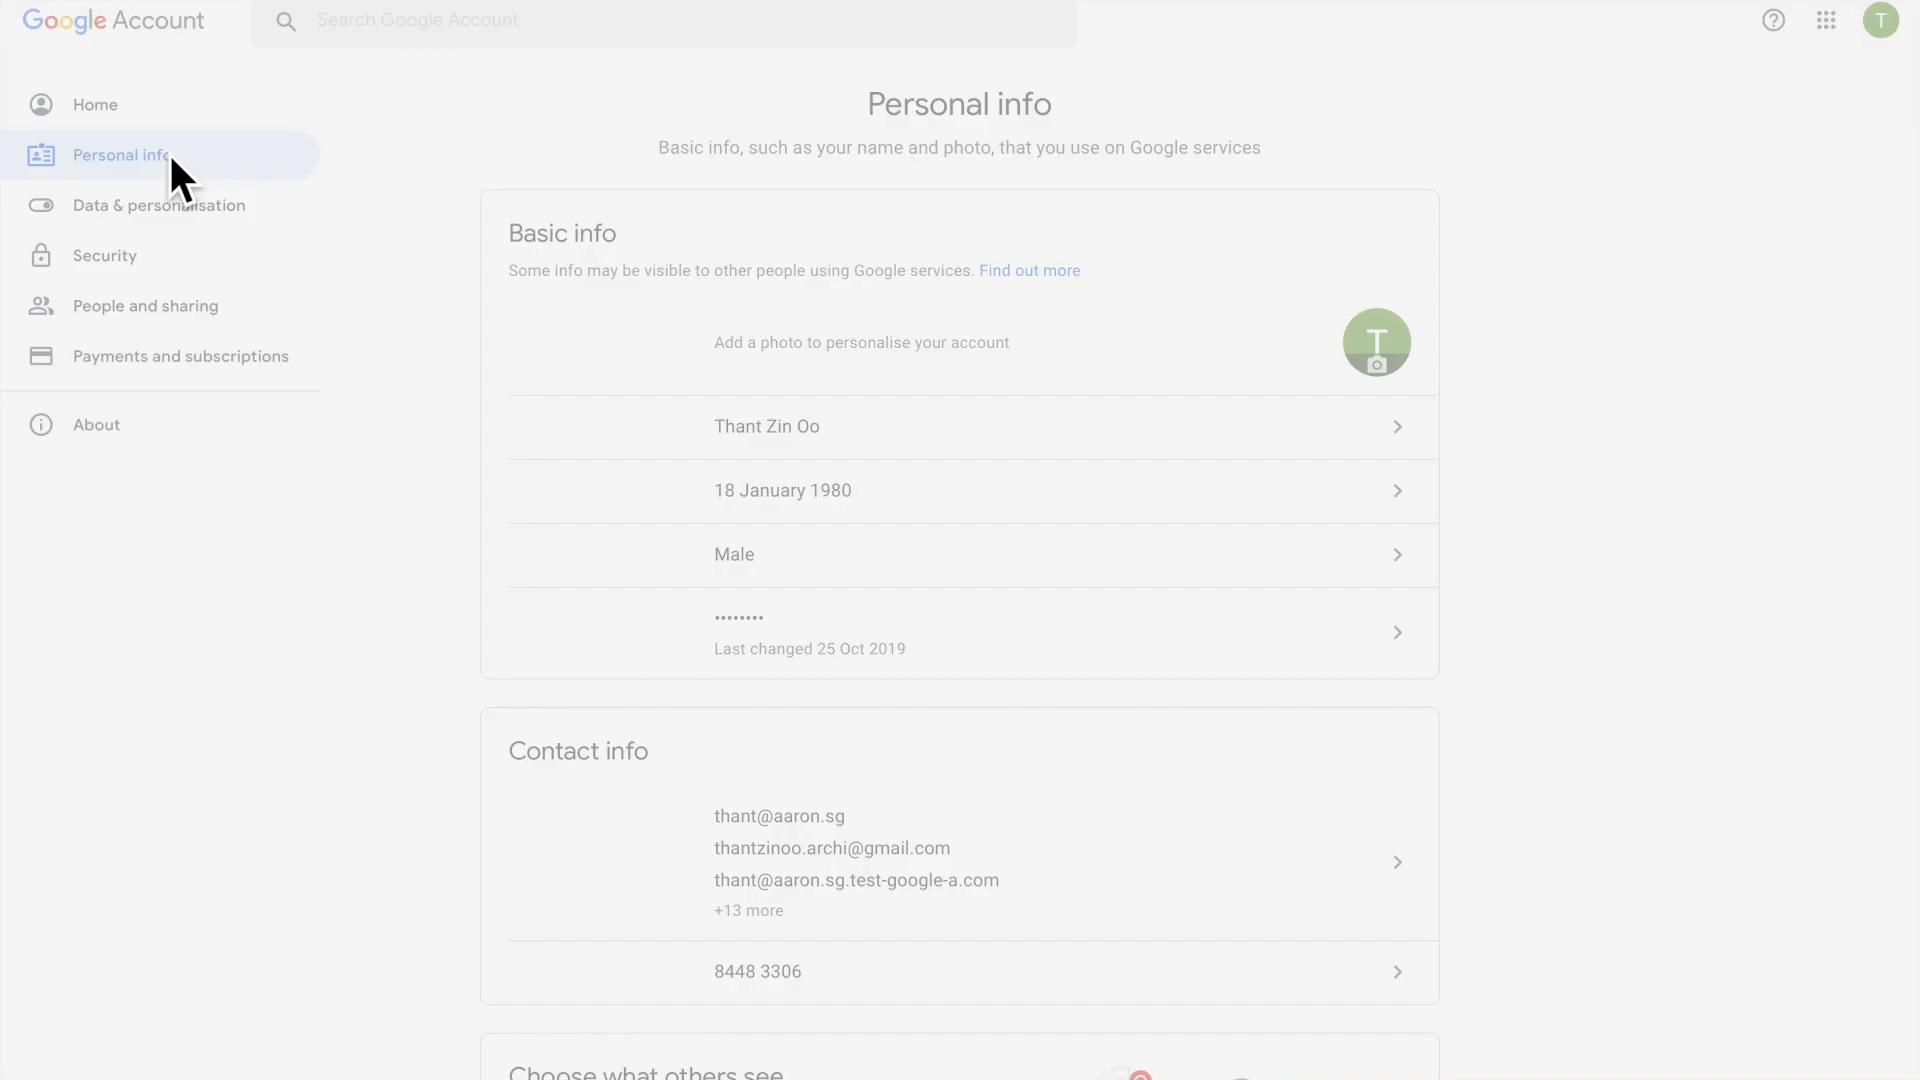 Google Account
Search Google Account
T
Home
Personal info
Data & personalisation
Security
People and sharing
Payments and subscriptions
About
Personal info
Basic info, such as your name and photo, that you use on Google services
Basic info
Some info may be visible to other people using Google services. Find out more
Add a photo to personalise your account
T
Thant Zin Oo
18 January 1980
Male
••••••••
Last changed 25 Oct 2019
Contact info
thant@aaron.sg
thantzinoo.archi@gmail.com
thant@aaron.sg.test-google-a.com
+13 more
8448 3306
Choose what others see